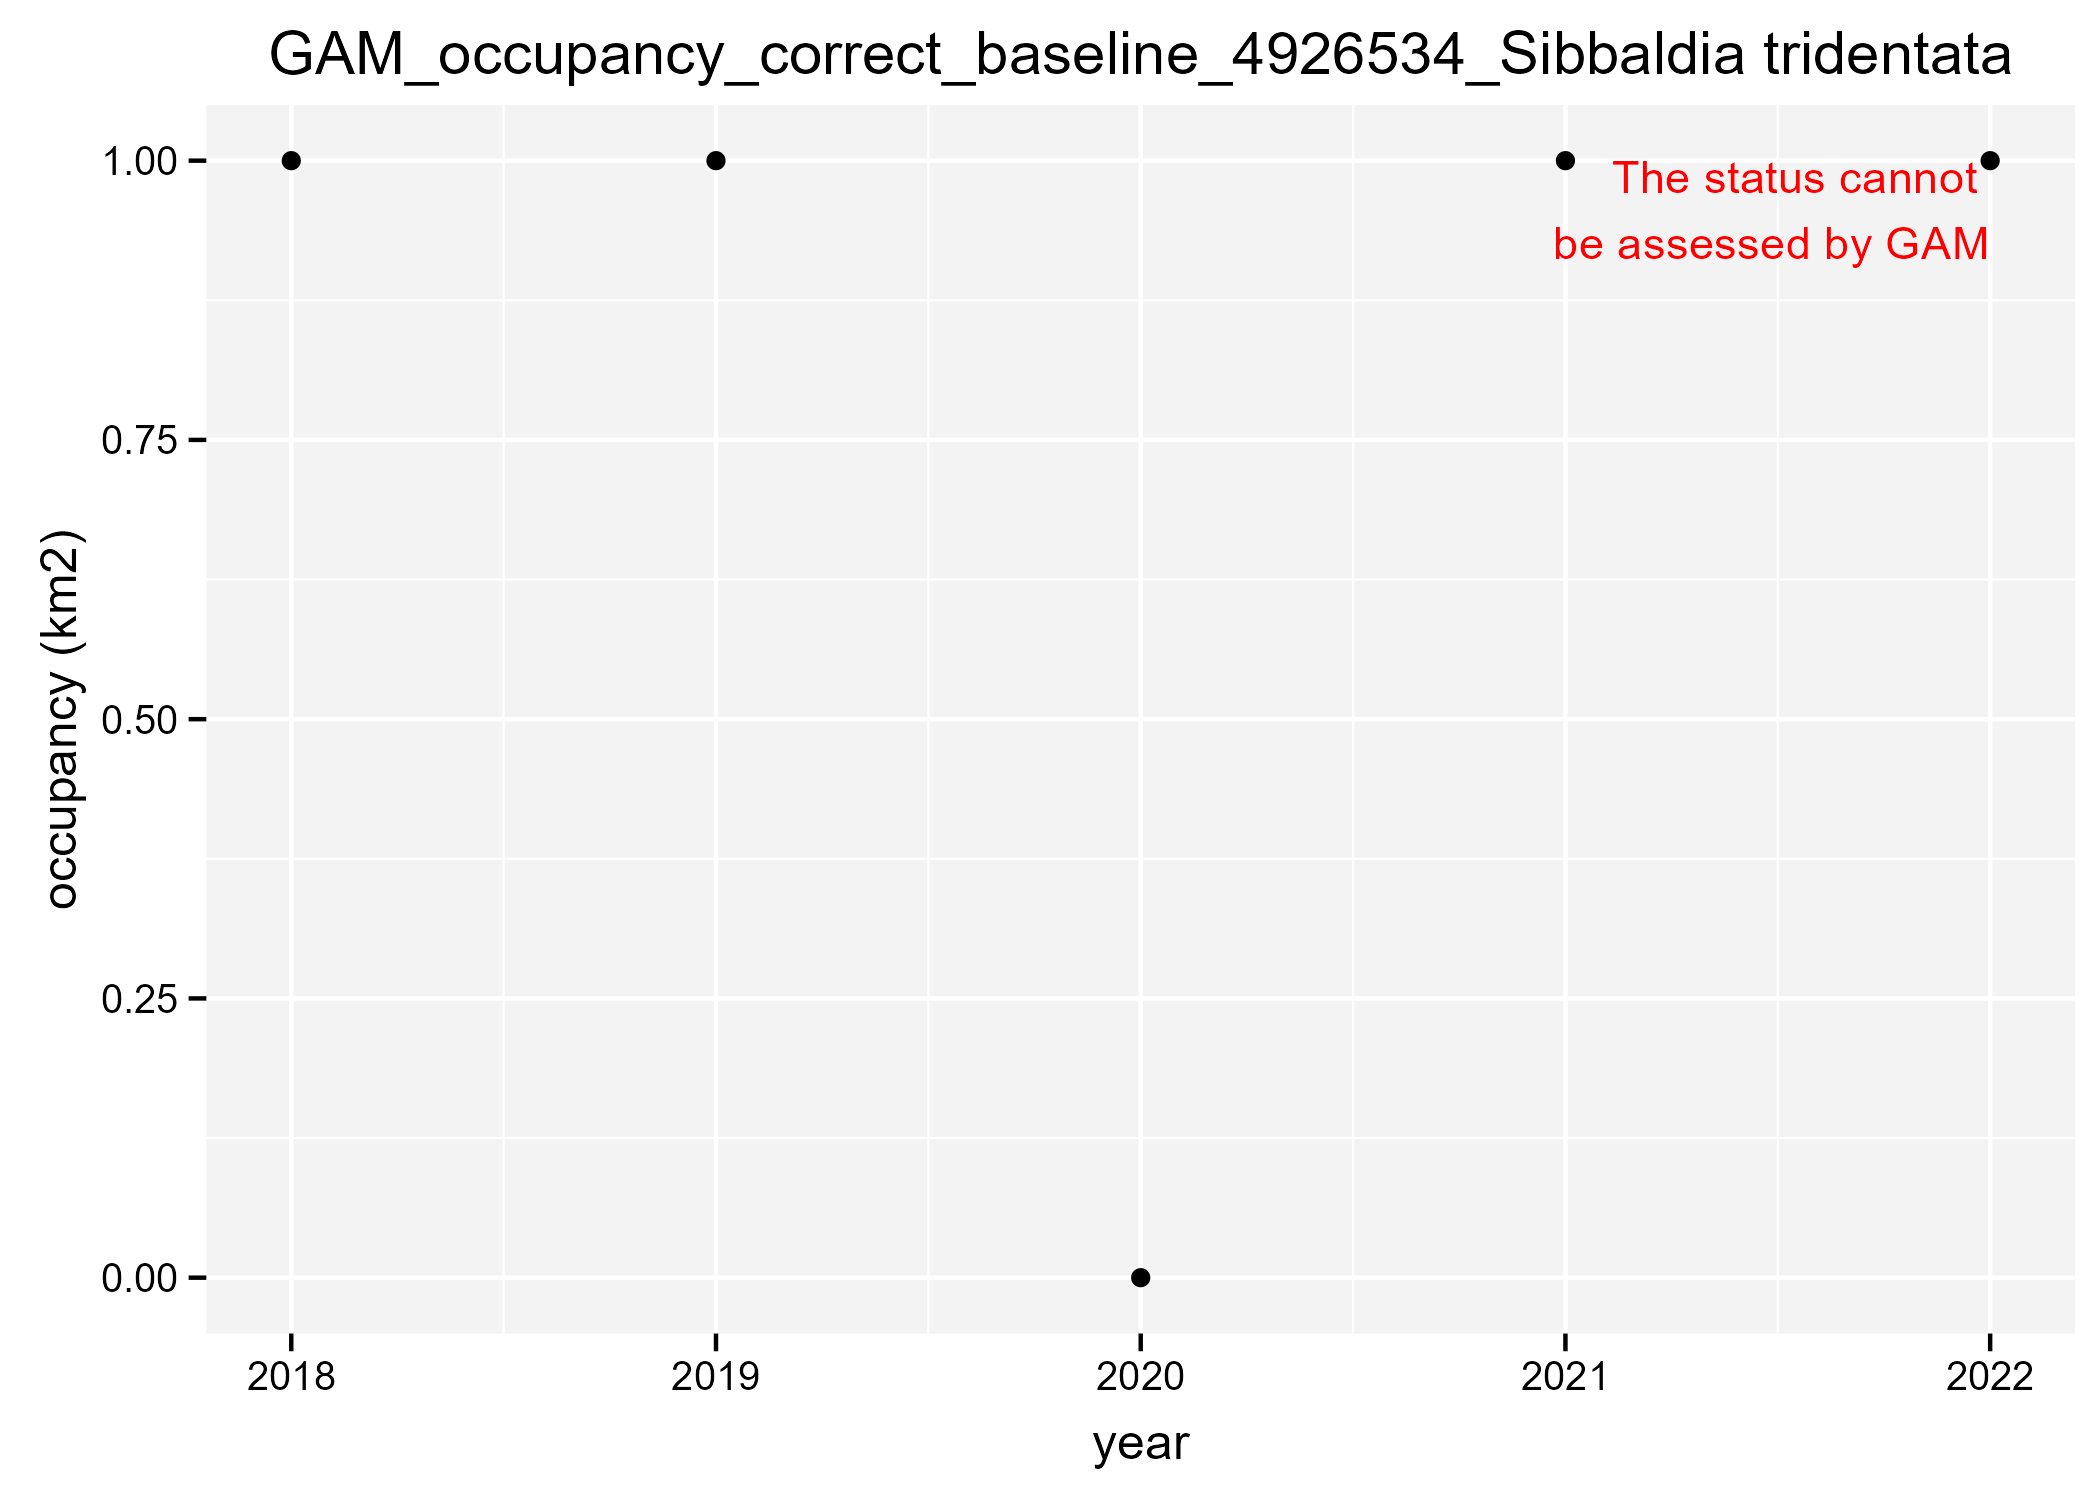 GAM_occupancy_correct_baseline_4926534_Sibbaldia tridentata
1.00
The status cannot
be assessed by GAM
0.75
0.50
0.25
0.00
occupancy (km2)
2018 2019 2020 2021 2022
year